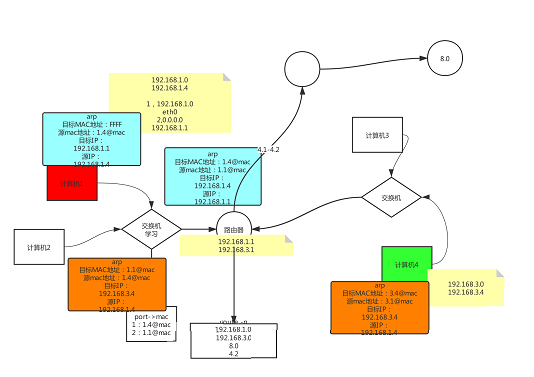 8.0
192.168.1.0
192.168.1.4
1，192.168.1.0
eth0
2,0.0.0.0
192.168.1.1
arp
目标MAC地址：FFFF
源mac地址：1.4@mac
目标IP：
192.168.1.1
源IP：
192.168.1.4
arp
目标MAC地址：1.4@mac
源mac地址：1.1@mac
目标IP：
192.168.1.4
源IP：
192.168.1.1
4.1-4.2
计算机3
计算机
交换机
学习
路由器
交换机
计算机2
192.168.1.1
192.168.3.1
计算机4
arp
目标MAC地址：1.1@mac
源mac地址：1.4@mac
目标IP：
192.168.3.4
源IP：
192.168.1.4
192.168.3.0
192.168.3.4
arp
目标MAC地址：3.4@mac
源mac地址：3.1@mac
目标IP：
192.168.3.4
源IP：
192.168.1.4
port->mac
1：1.4@mac
2：1.1@mac
192.168.1.0
192.168.3.0
8.0
4.2